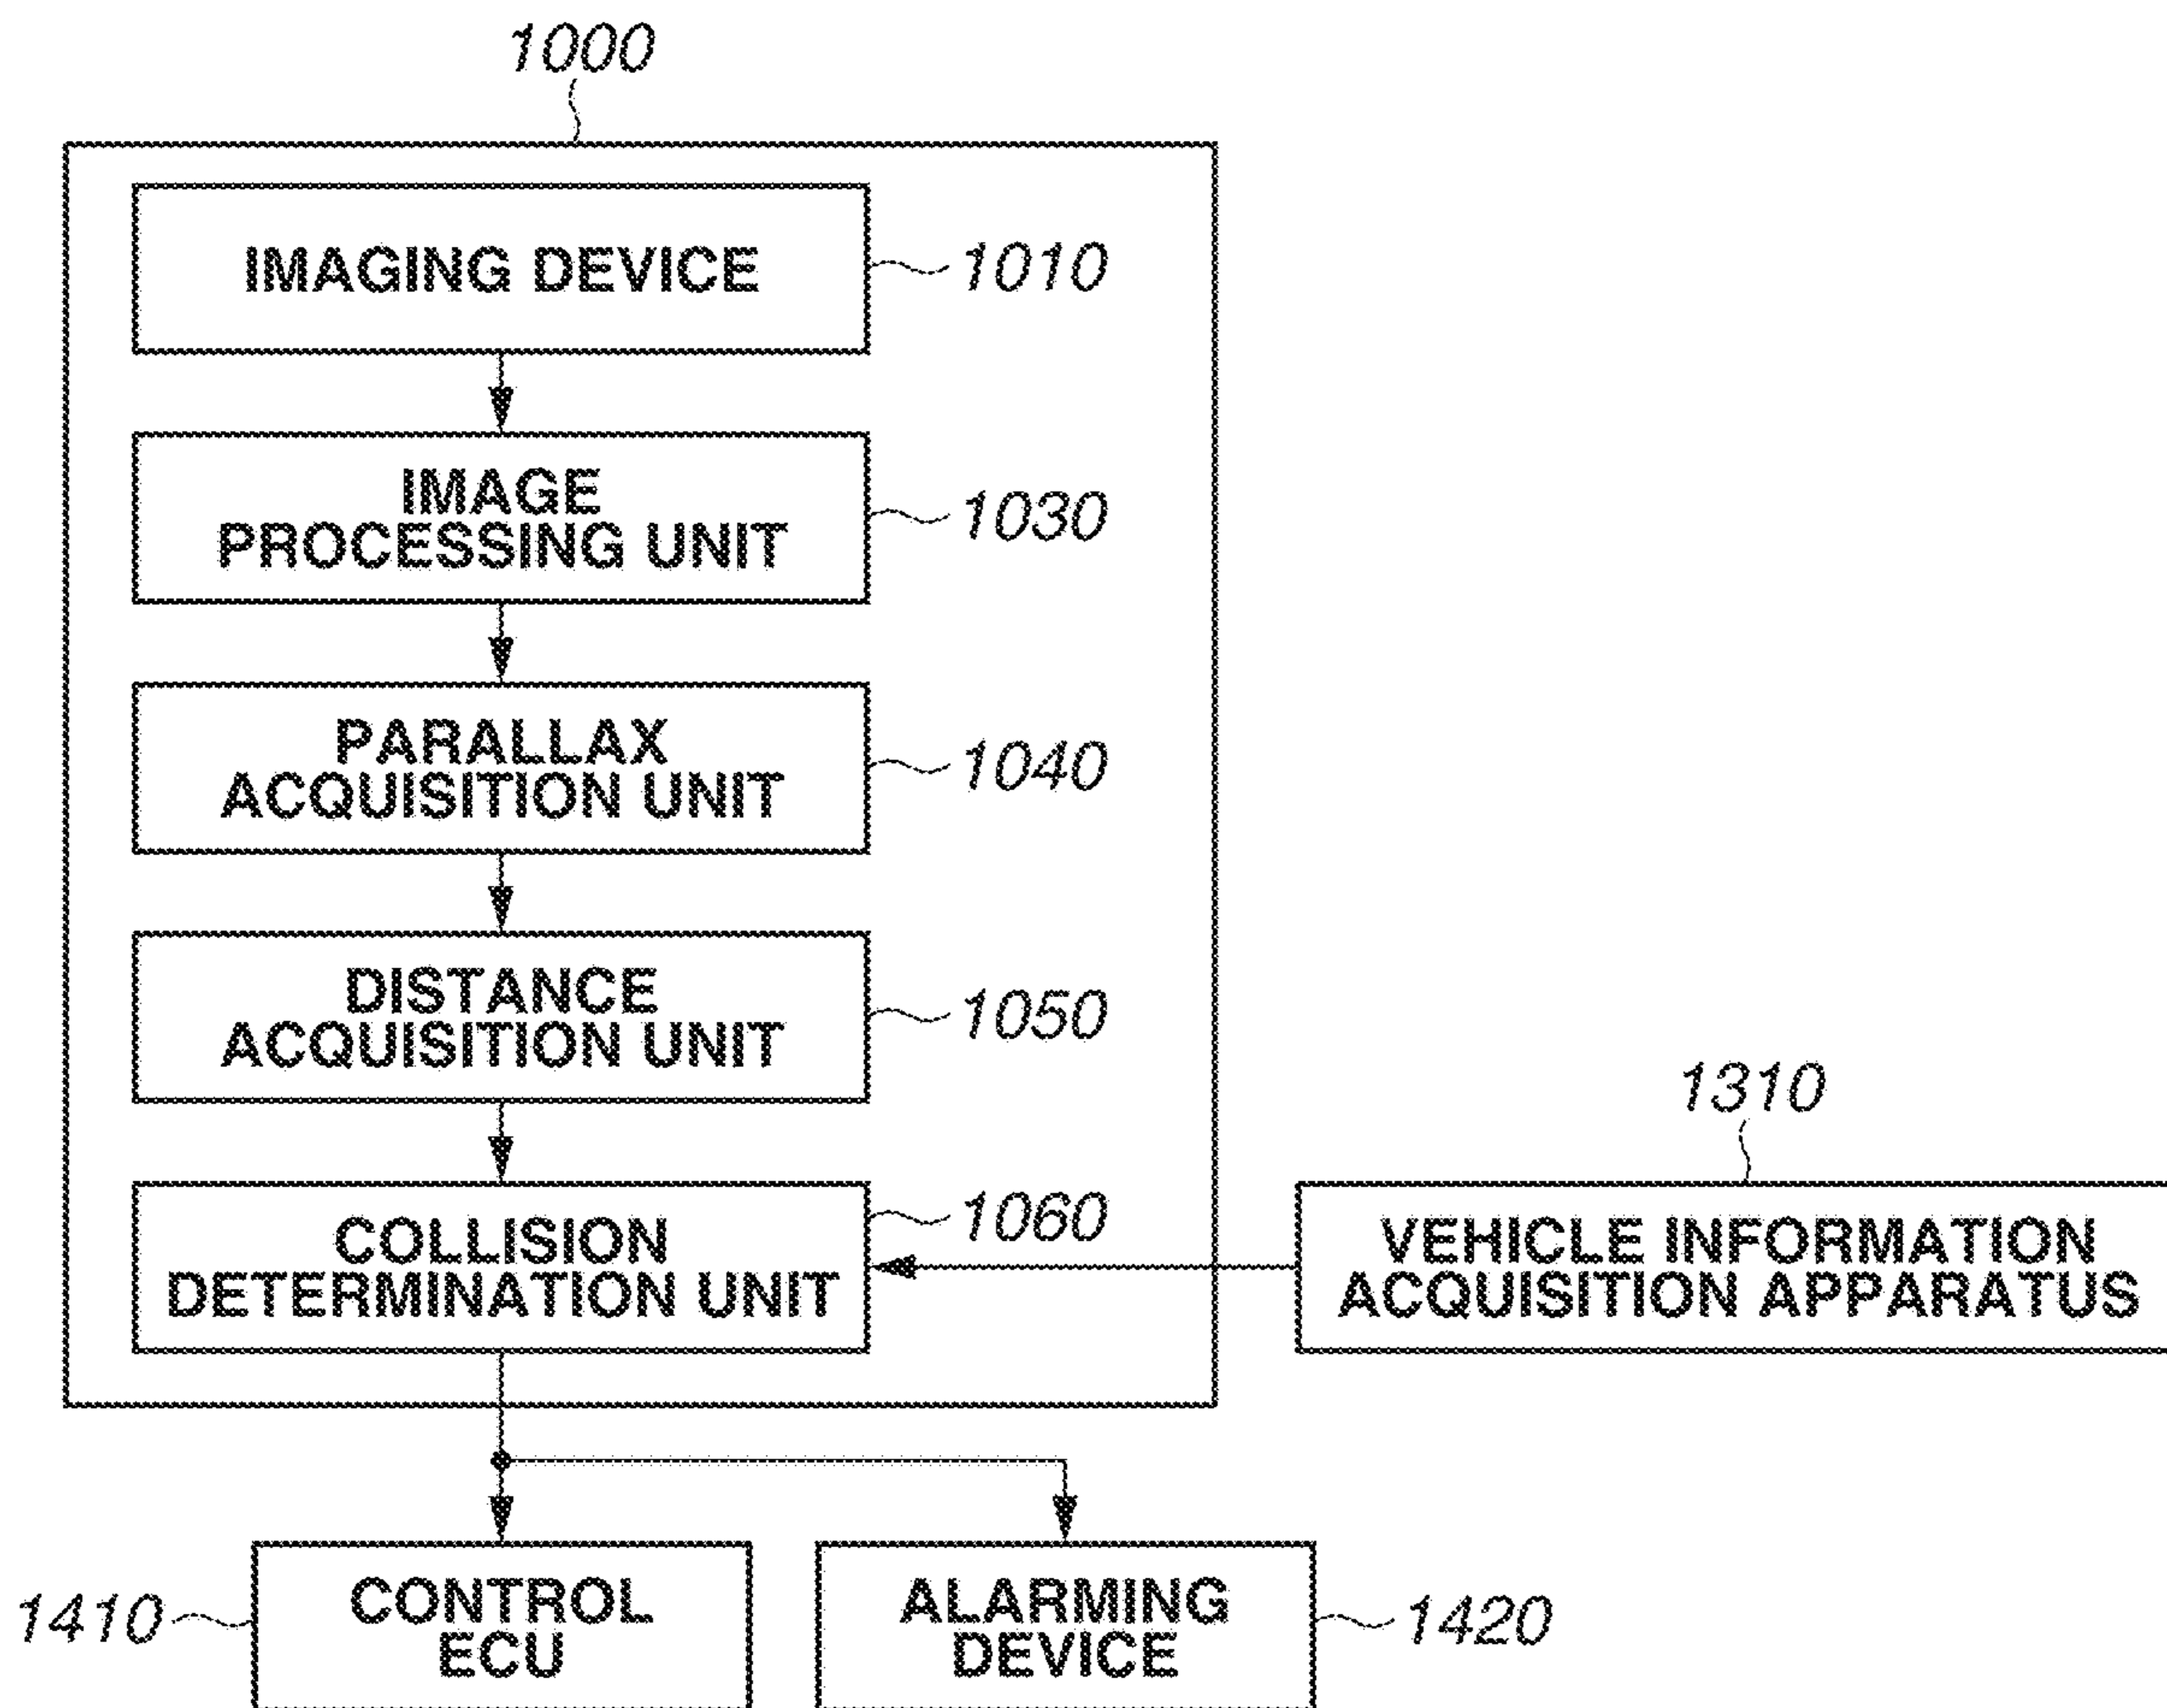 1000
IMAGING DEVICE
1010
IMAGE
PROCESSING UNIT
1030
PARALLAX
ACQUISITION UNIT
1040
DISTANCE
ACQUISITION UNIT
1050
COLLISION
DETERMINATION UNIT
1060
1310
VEHICLE INFORMATION
ACQUISITION APPARATUS
1410
CONTROL
ECU
ALARMING
DEVICE
1420